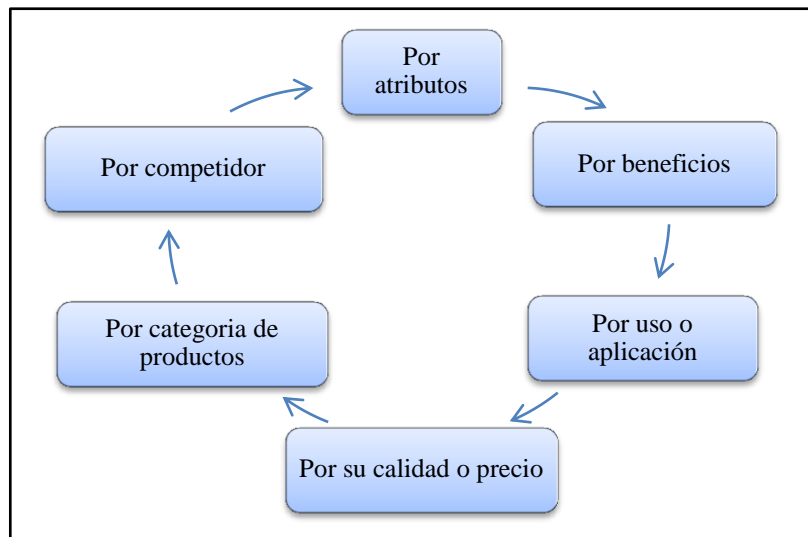 Por
atributos
Por beneficios
Por uso o
aplicación
Por su calidad o precio
Por categoria de
productos
Por competidor